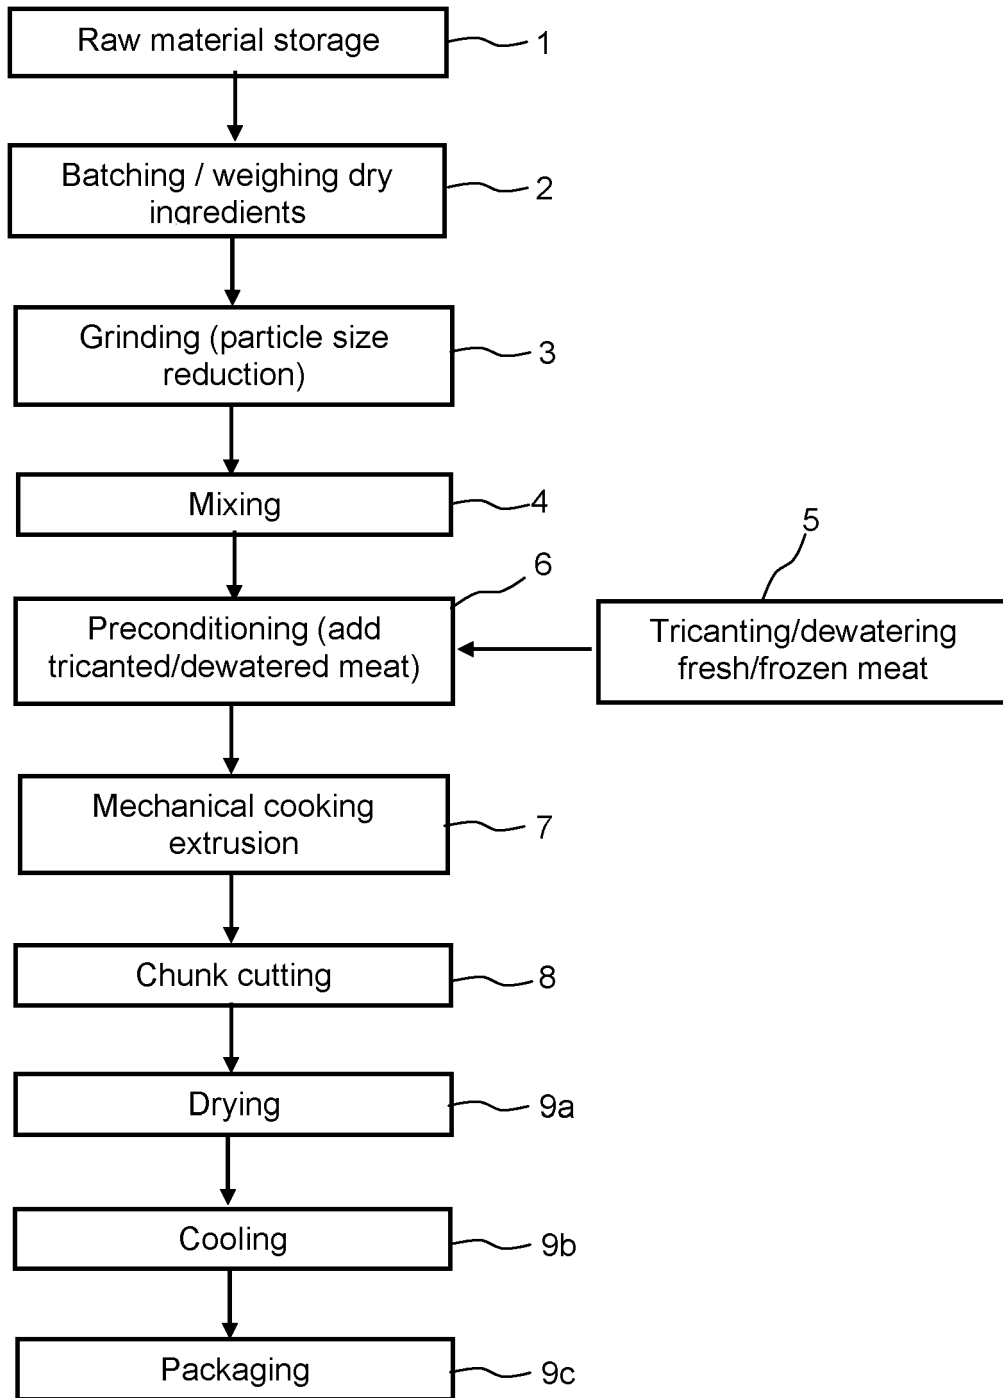 Raw material storage
1
Batching / weighing dry
ingredients
2
Grinding (particle size
reduction)
3
Mixing
4
5
6
Preconditioning (add
tricanted/dewatered meat)
Tricanting/dewatering
fresh/frozen meat
Mechanical cooking
extrusion
7
Chunk cutting
8
Drying
9a
Cooling
9b
Packaging
9c